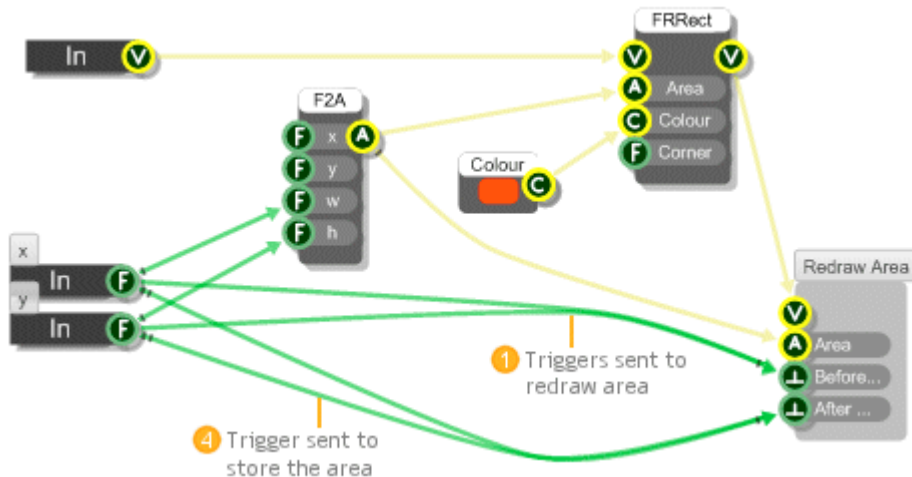 FRRect
In V
V V
F2A
A Area
F x A
C Colour
F y
Colour
F Corner
F w
C
F h
x
In F
Redraw Area
y
V
In F
A Area
1 Triggers sent to
redraw area
Before...
After ...
4 Trigger sent to
store the area